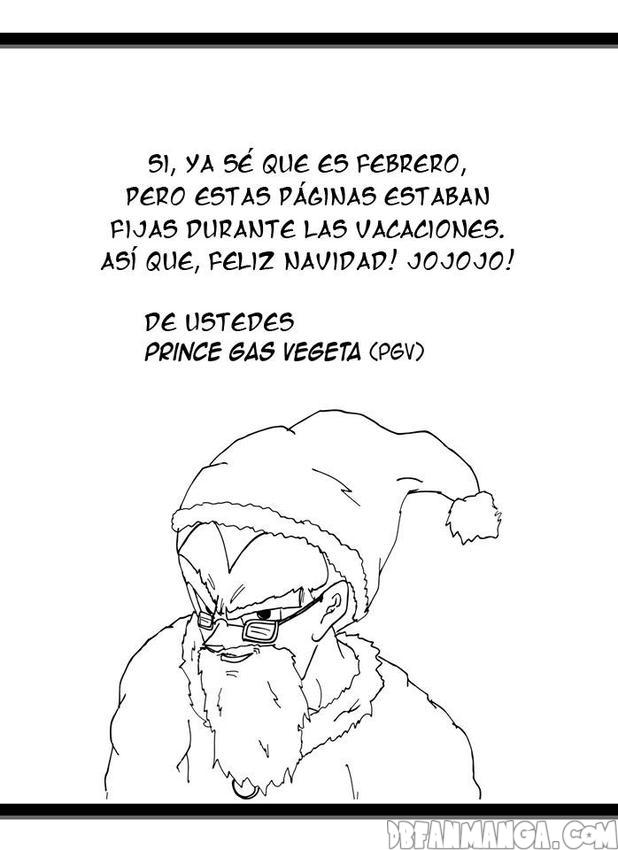 SI, YA SÉ QUE ES FEBRERO,
PERO ESTAS PÁGINAS ESTABAN
FIJAS DURANTE LAS VACACIONES.
ASÍ QUE, FELIZ NAVIDAD! JOJOJO!
DE USTEDES
PRINCE GAS VEGETA (PGV)
DBFANMANGA.COM